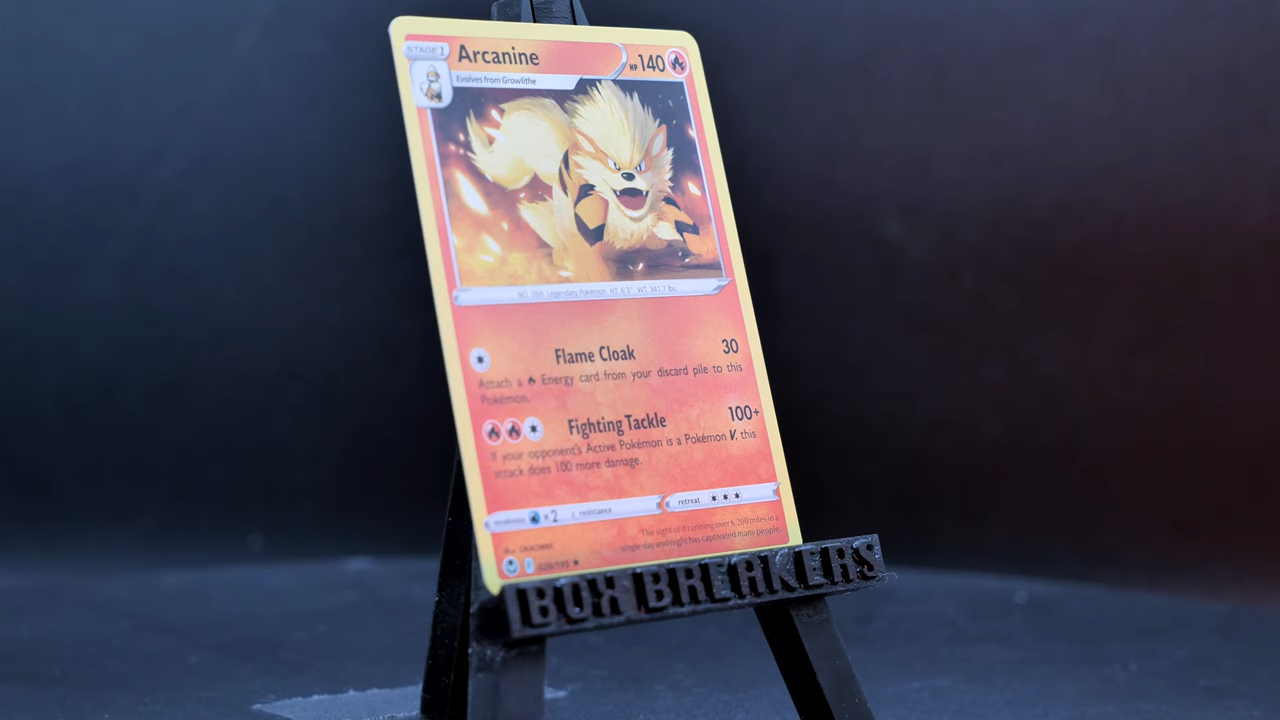 STAGE 1 Arcanine HP 140
Evolves from Growlithe
NO. 059 Legendary Pokémon HT: 6'3" WT: 341.7 lbs.
Flame Cloak 30
Attach a Energy card from your discard pile to this
Pokémon.
Fighting Tackle 100+
If your opponent's Active Pokémon is a Pokémon V, this
attack does 100 more damage.
weakness ×2 resistance retreat
The sight of it running over 6,200 miles in a
single day and night has captivated many people.
BOX BREAKERS